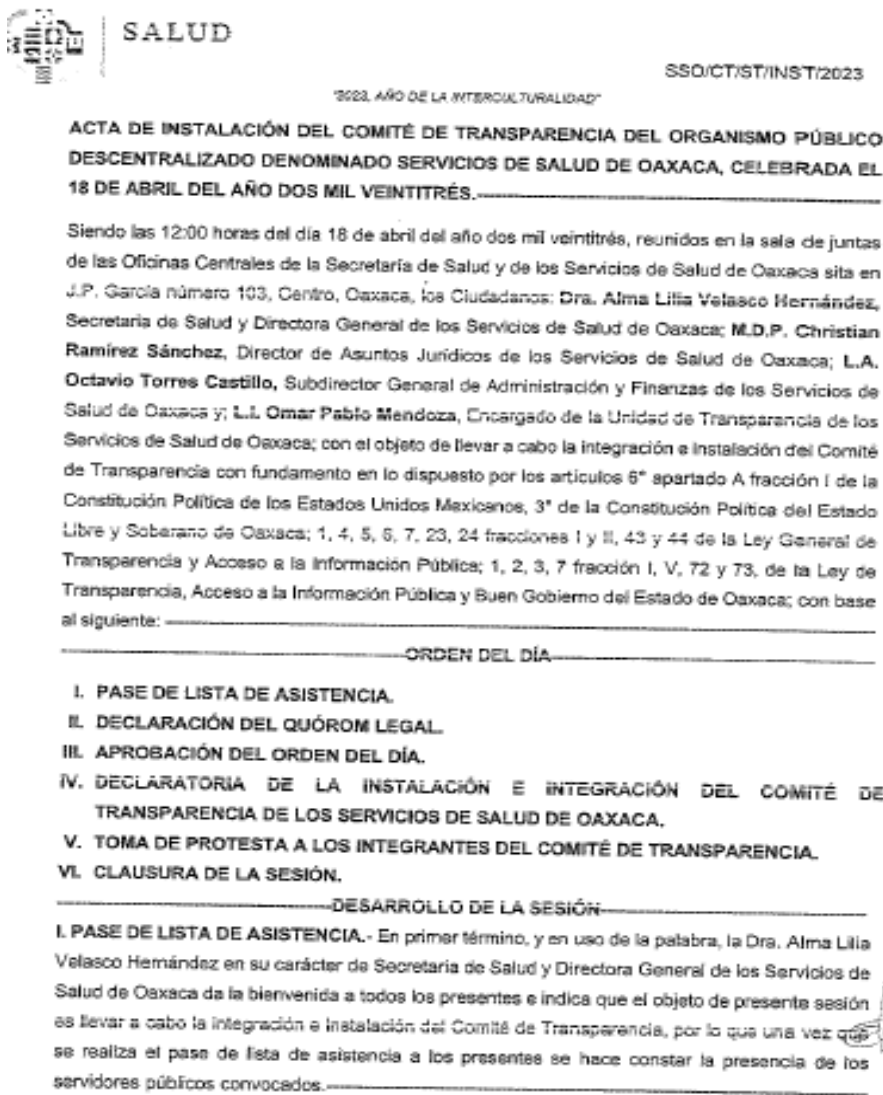 SALUD
SSO/CT/ST/INST/2023
"2023, AÑO DE LA INTERCULTURALIDAD"
ACTA DE INSTALACIÓN DEL COMITÉ DE TRANSPARENCIA DEL ORGANISMO PÚBLICO
DESCENTRALIZADO DENOMINADO SERVICIOS DE SALUD DE OAXACA, CELEBRADA EL
18 DE ABRIL DEL AÑO DOS MIL VEINTITRÉS.
Siendo las 12:00 horas del día 18 de abril del año dos mil veintitrés, reunidos en la sala de juntas
de las Oficinas Centrales de la Secretaría de Salud y de los Servicios de Salud de Oaxaca sita en
J.P. García número 103, Centro, Oaxaca, los Ciudadanos: Dra. Alma Lilia Velasco Hernández,
Secretaria de Salud y Directora General de los Servicios de Salud de Oaxaca; M.D.P. Christian
Ramírez Sánchez, Director de Asuntos Jurídicos de los Servicios de Salud de Oaxaca; L.A.
Octavio Torres Castillo, Subdirector General de Administración y Finanzas de los Servicios de
Salud de Oaxaca y; L.I. Omar Pablo Mendoza, Encargado de la Unidad de Transparencia de los
Servicios de Salud de Oaxaca; con el objeto de llevar a cabo la integración e Instalación del Comité
de Transparencia con fundamento en lo dispuesto por los artículos 6° apartado A fracción I de la
Constitución Política de los Estados Unidos Mexicanos, 3° de la Constitución Política del Estado
Libre y Soberano de Oaxaca; 1, 4, 5, 6, 7, 23, 24 fracciones I y II, 43 y 44 de la Ley General de
Transparencia y Acceso a la Información Pública; 1, 2, 3, 7 fracción I, V, 72 y 73, de la Ley de
Transparencia, Acceso a la Información Pública y Buen Gobierno del Estado de Oaxaca; con base
al siguiente:
ORDEN DEL DÍA
I. PASE DE LISTA DE ASISTENCIA.
II. DECLARACIÓN DEL QUÓROM LEGAL.
III. APROBACIÓN DEL ORDEN DEL DÍA.
IV. DECLARATORIA DE LA INSTALACIÓN E INTEGRACIÓN DEL COMITÉ DE
TRANSPARENCIA DE LOS SERVICIOS DE SALUD DE OAXACA.
V. TOMA DE PROTESTA A LOS INTEGRANTES DEL COMITÉ DE TRANSPARENCIA.
VI. CLAUSURA DE LA SESIÓN.
DESARROLLO DE LA SESIÓN
I. PASE DE LISTA DE ASISTENCIA.- En primer término, y en uso de la palabra, la Dra. Alma Lilia
Velasco Hernández en su carácter de Secretaria de Salud y Directora General de los Servicios de
Salud de Oaxaca da la bienvenida a todos los presentes e indica que el objeto de presente sesión
es llevar a cabo la integración e instalación del Comité de Transparencia, por lo que una vez que
se realiza el pase de lista de asistencia a los presentes se hace constar la presencia de los
servidores públicos convocados.